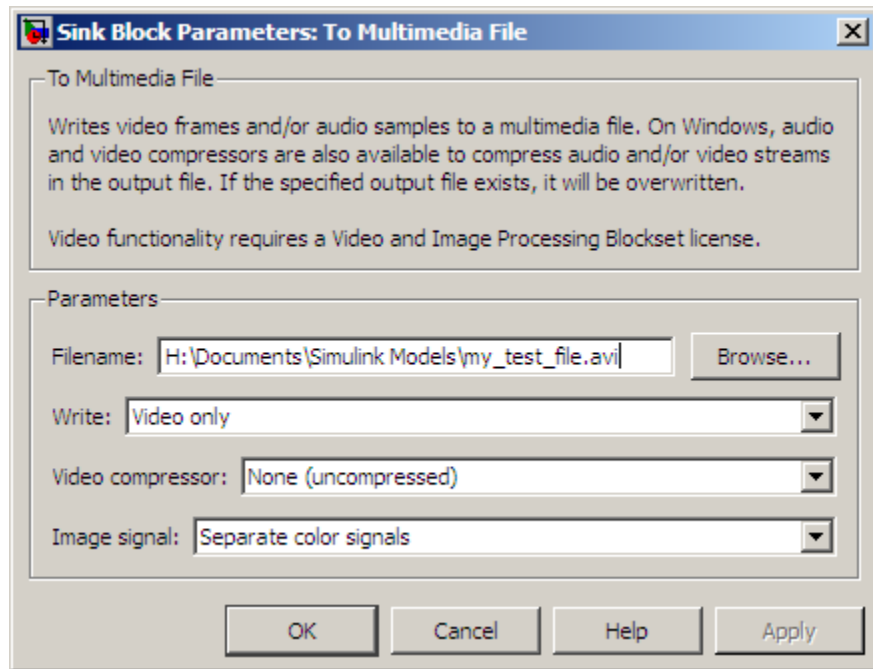 Sink Block Parameters: To Multimedia File
To Multimedia File
Writes video frames and/or audio samples to a multimedia file. On Windows, audio
and video compressors are also available to compress audio and/or video streams
in the output file. If the specified output file exists, it will be overwritten.
Video functionality requires a Video and Image Processing Blockset license.
Parameters
Filename: H:\Documents\Simulink Models\my_test_file.avi Browse...
Write: Video only
Video compressor: None (uncompressed)
Image signal: Separate color signals
OK Cancel Help Apply